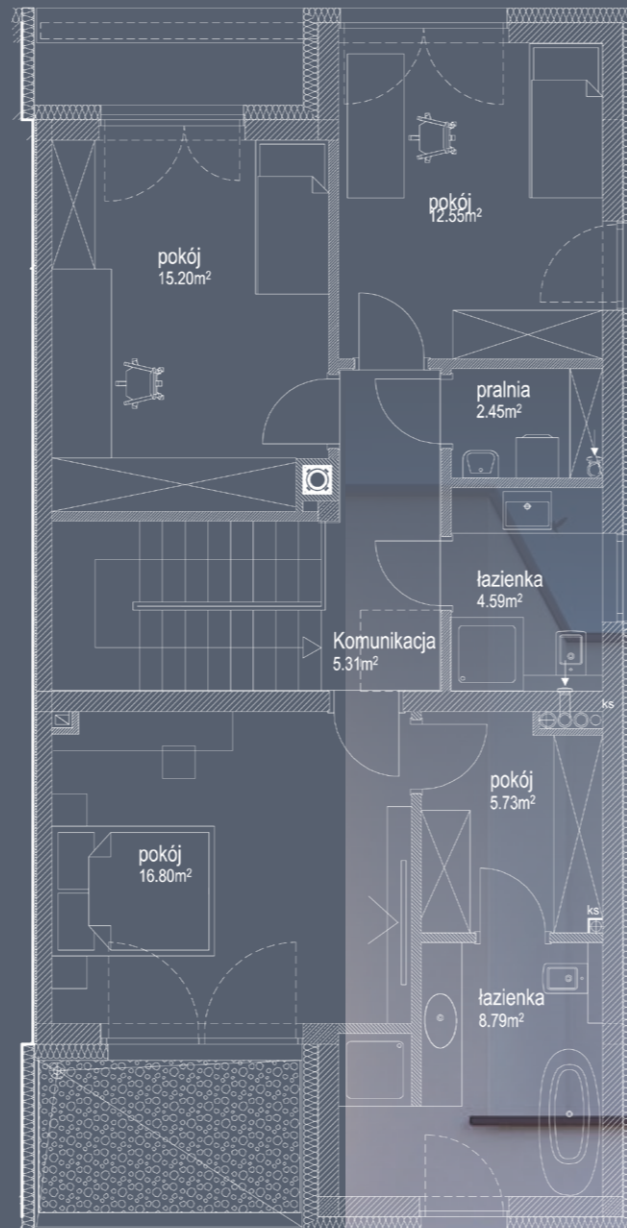 pokój
12.55m²
pokój
15.20m²
pralnia
2.45m²
łazienka
4.59m²
Komunikacja
5.31m²
ks
pokój
5.73m²
pokój
16.80m²
ks
łazienka
8.79m²